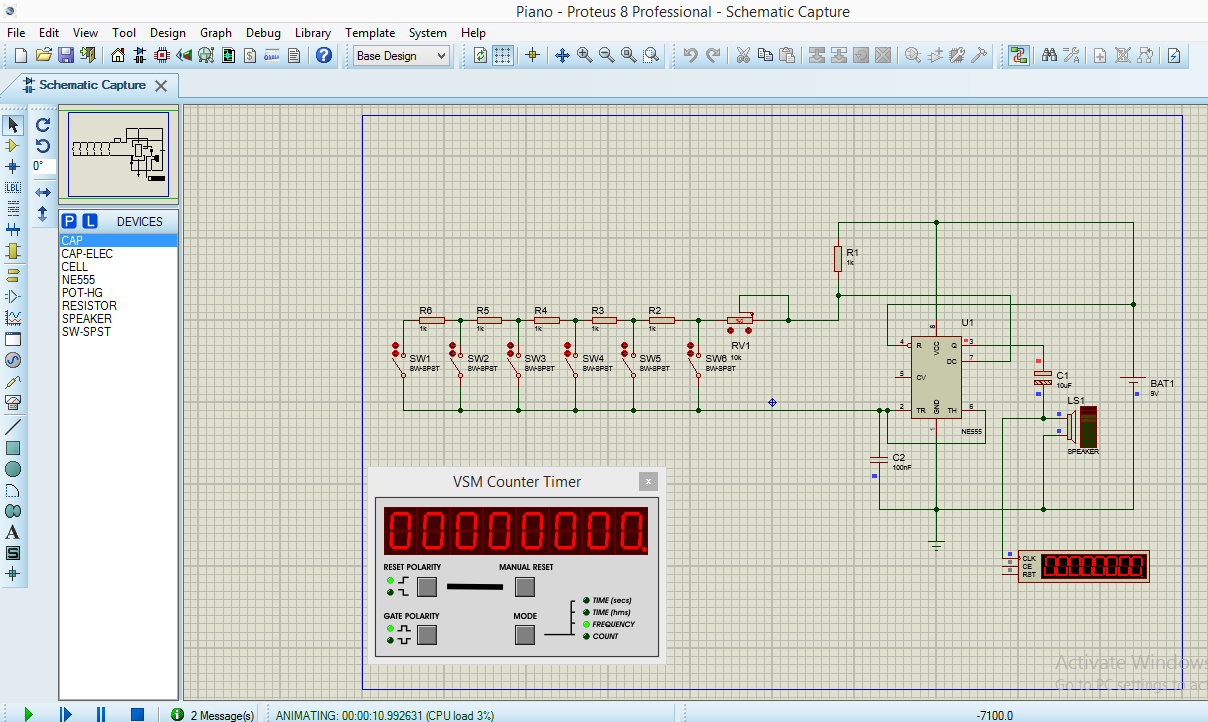 Piano - Proteus 8 Professional - Schematic Capture
File Edit View Tool Design Graph Debug Library Template System Help
Base Design
Schematic Capture
0°
P L DEVICES
CAP
CAP-ELEC
CELL
NE555
POT-HG
RESISTOR
SPEAKER
SW-SPST
LBL
A
S
R1
1k
R6 R5 R4 R3 R2
1k 1k 1k 1k 1k
RV1
10k
SW1 SW2 SW3 SW4 SW5 SW6
SW-SPST SW-SPST SW-SPST SW-SPST SW-SPST SW-SPST
U1
8
VCC
4 R Q 3
DC 7
5 CV
2 TR GND TH 6
1
NE555
C1
10uF
BAT1
9V
LS1
SPEAKER
C2
100nF
VSM Counter Timer
x
00000000.
RESET POLARITY MANUAL RESET
GATE POLARITY MODE
TIME (secs)
TIME (hms)
FREQUENCY
COUNT
CLK
CE
RST
00000000
Activate Windows
Go to PC settings to act
2 Message(s) ANIMATING: 00:00:10.992631 (CPU load 3%) -7100.0